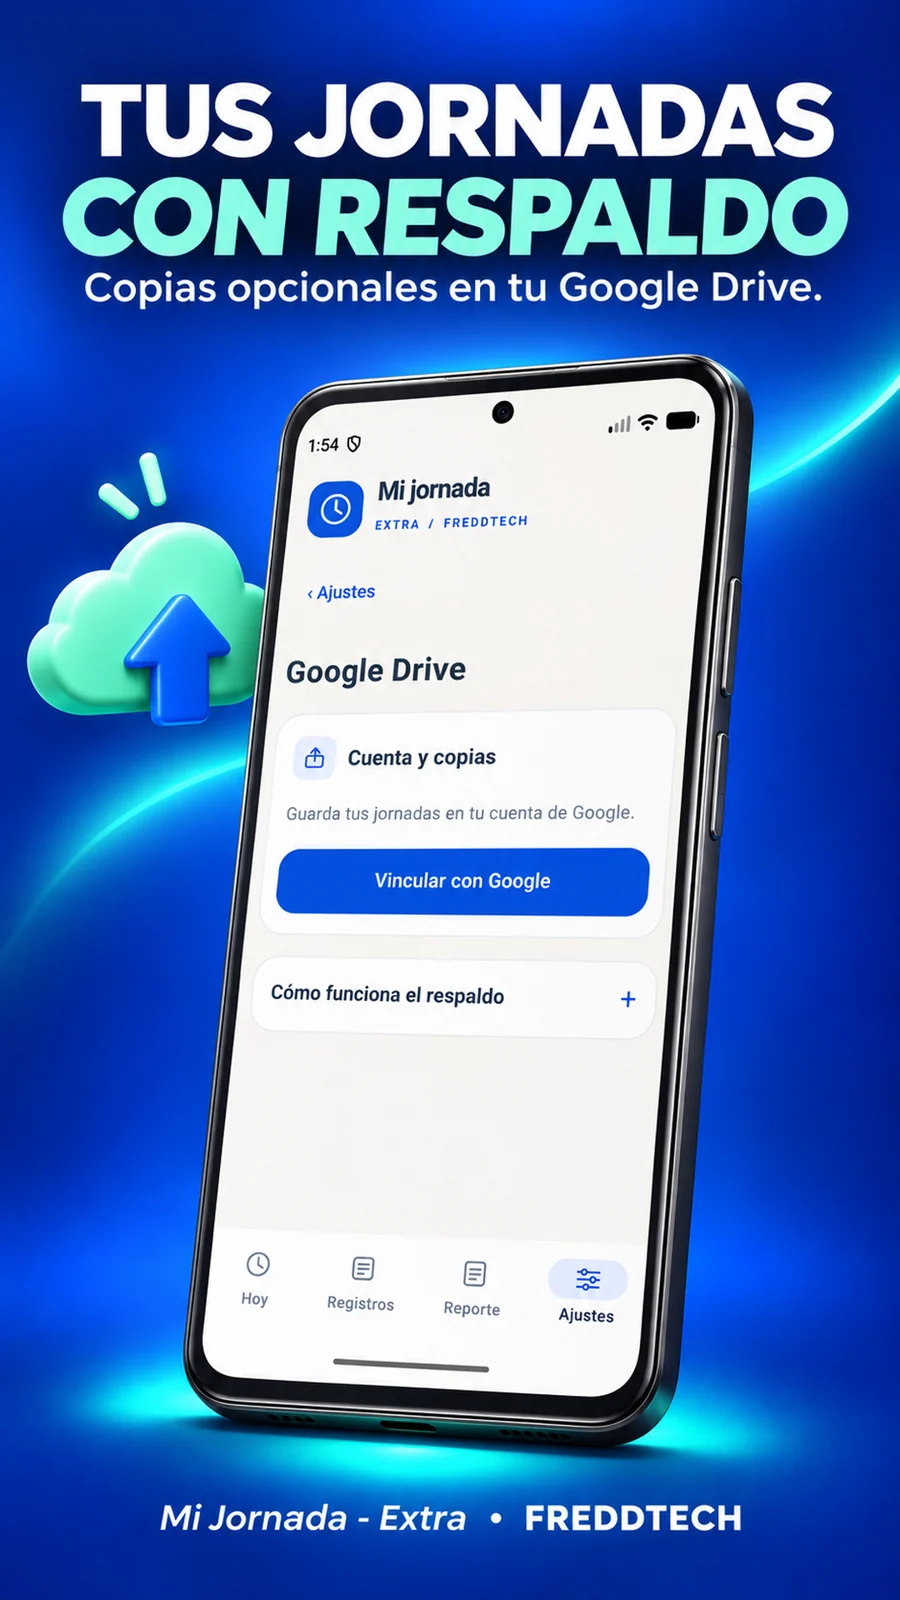 TUS JORNADAS
CON RESPALDO
Copias opcionales en tu Google Drive.
1:54
Mi jornada
EXTRA / FREDDTECH
‹ Ajustes
Google Drive
Cuenta y copias
Guarda tus jornadas en tu cuenta de Google.
Vincular con Google
Cómo funciona el respaldo +
Hoy Registros Reporte Ajustes
Mi Jornada - Extra • FREDDTECH